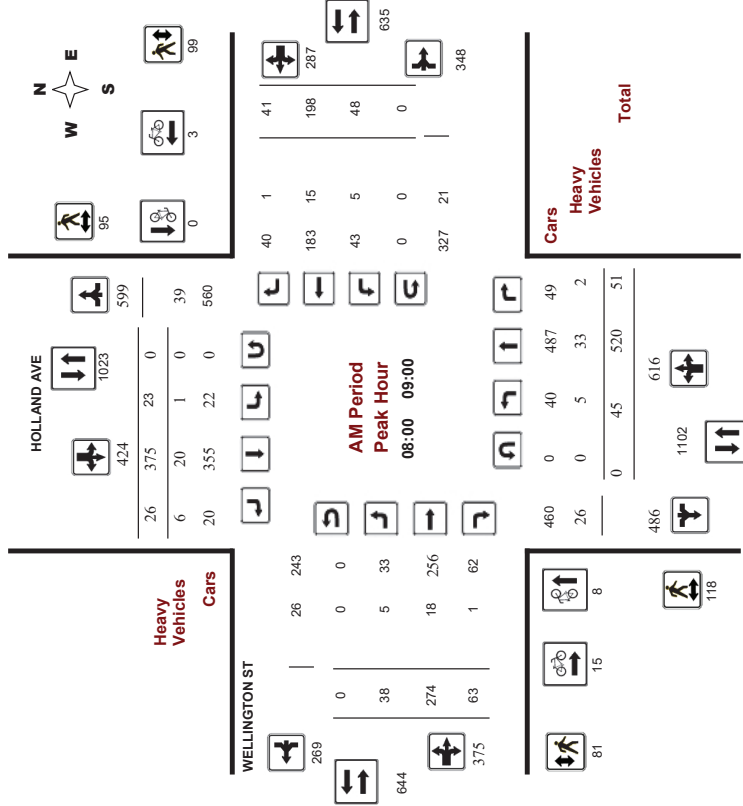 N
W E
S
95
99
0
3
HOLLAND AVE
424 1023 599
26 375 23 0
6 20 1 0 39
20 355 22 0 560
Heavy
Vehicles
Cars
635
287
40 1 41
183 15 198
43 5 48
0 0 0
327 21
348
AM Period
Peak Hour
08:00 09:00
WELLINGTON ST
269
26 243
0 0 0
38 5 33
274 18 256
63 1 62
644
375
460 0 40 487 49
Cars
26 0 5 33 2
Heavy
Vehicles
0 45 520 51
Total
486 1102 616
81
15
8
118